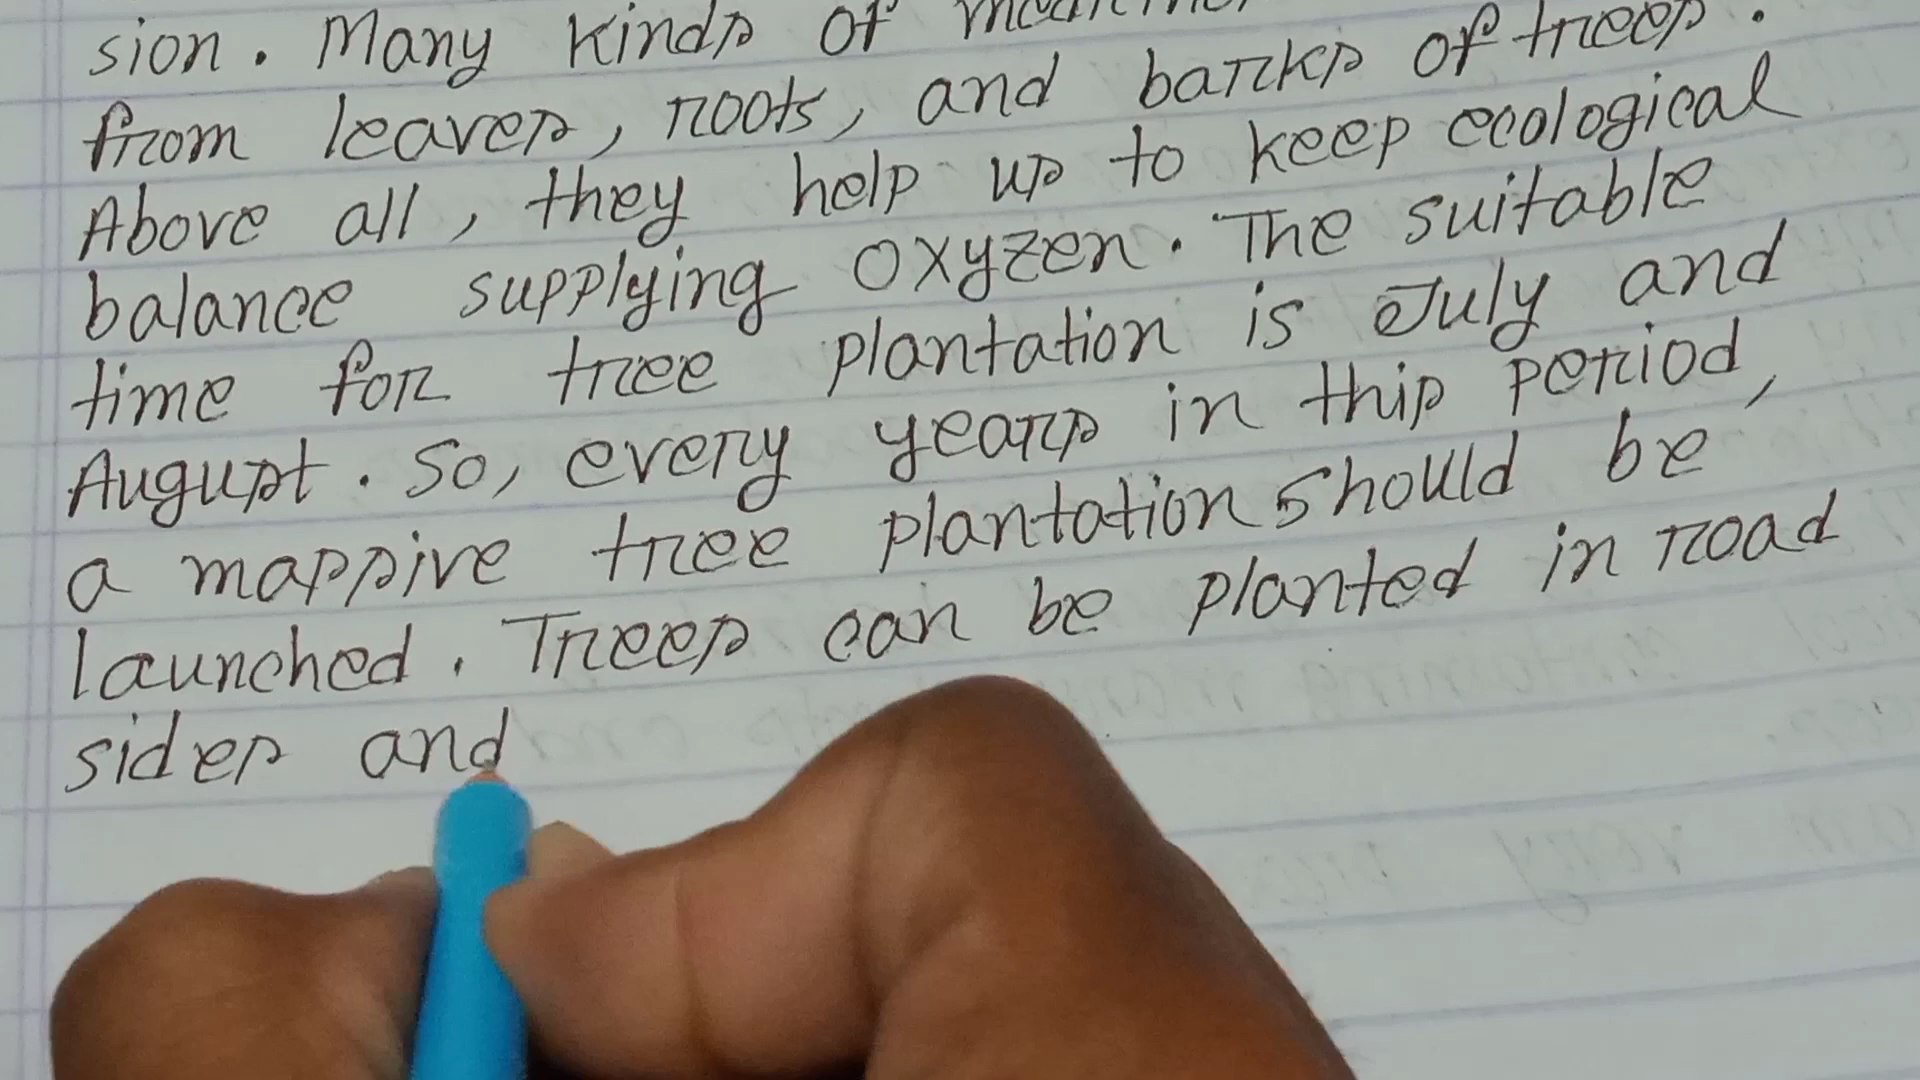 sion. Many kinds of
from leaves, roots, and barks of trees.
Above all, they help us to keep ecological
balance supplying oxyzen. The suitable
time for tree plantation is July and
August. So, every years in this period,
a massive tree plantation should be
launched. Trees can be planted in road
sides and